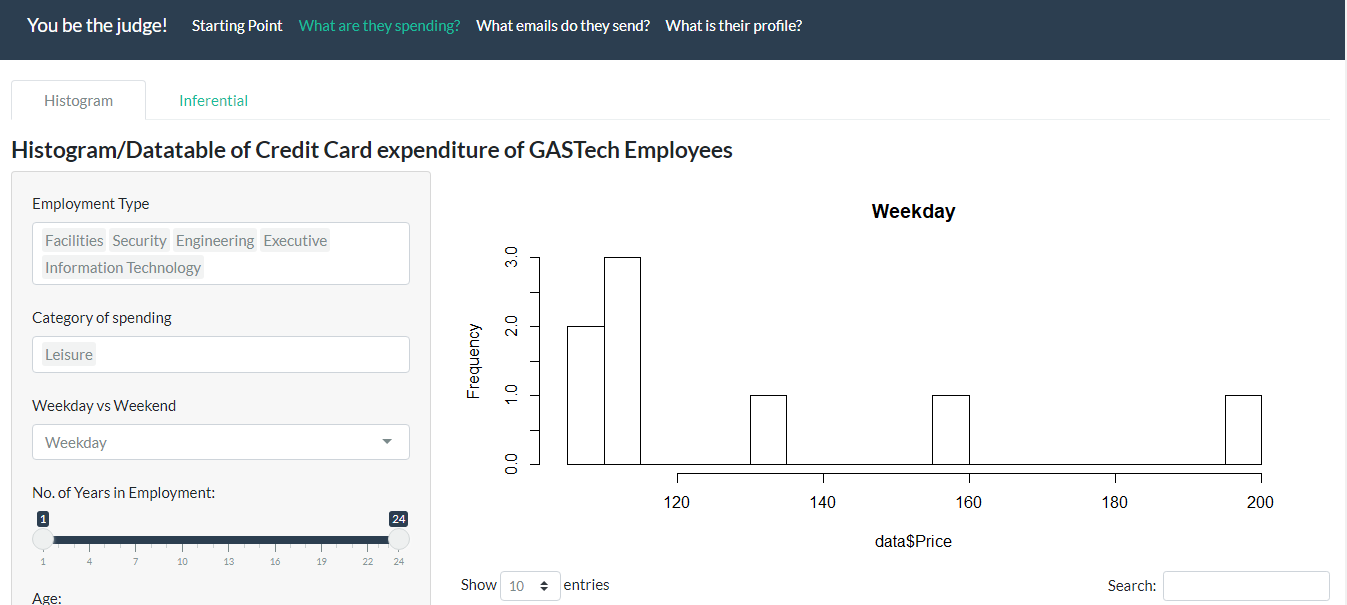 You be the judge! Starting Point What are they spending? What emails do they send? What is their profile?
Histogram Inferential
Histogram/Datatable of Credit Card expenditure of GASTech Employees
Employment Type
Facilities Security Engineering Executive
Information Technology
Category of spending
Leisure
Weekday vs Weekend
Weekday
No. of Years in Employment:
1 24
1 4 7 10 13 16 19 22 24
Age:
Weekday
Frequency
3.0
2.0
1.0
0.0
120 140 160 180 200
data$Price
Show 10 entries Search: